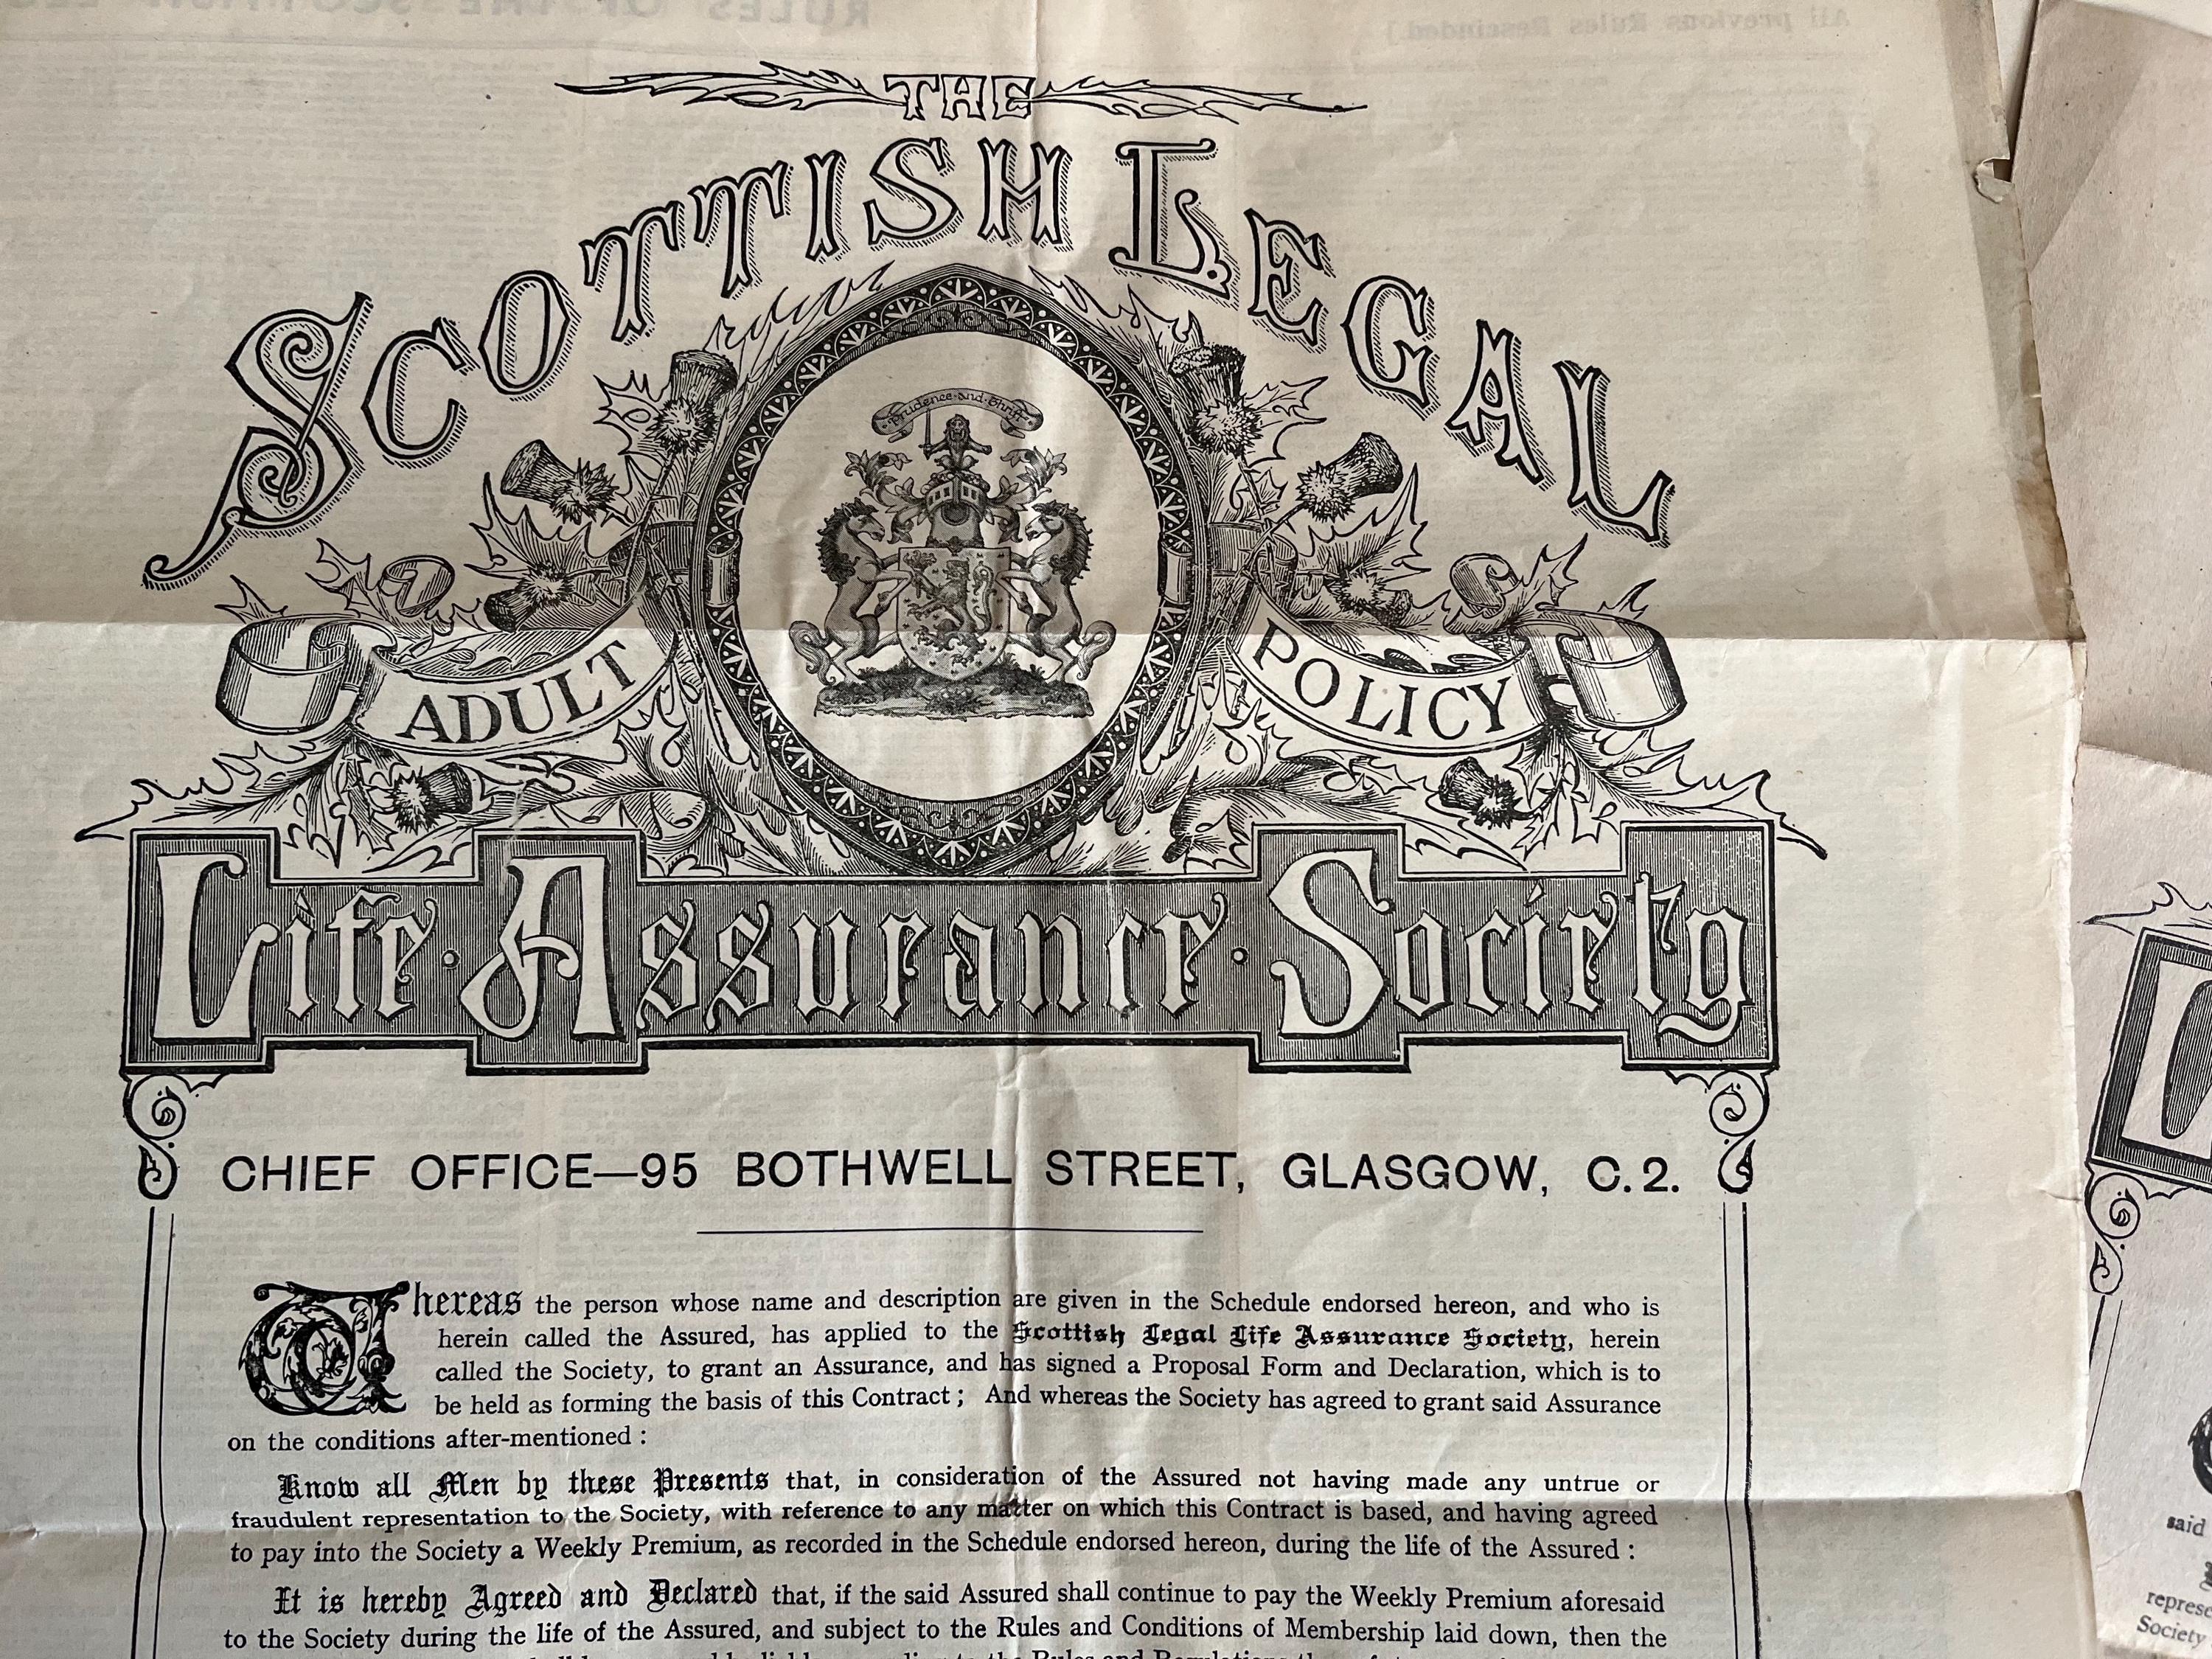 THE
SCOTTISH LEGAL
Prudence and Thrift
ADULT POLICY
Life · Assurance · Society
CHIEF OFFICE—95 BOTHWELL STREET, GLASGOW, C.2.
Whereas the person whose name and description are given in the Schedule endorsed hereon, and who is
herein called the Assured, has applied to the Scottish Legal Life Assurance Society, herein
called the Society, to grant an Assurance, and has signed a Proposal Form and Declaration, which is to
be held as forming the basis of this Contract; And whereas the Society has agreed to grant said Assurance
on the conditions after-mentioned:
Know all Men by these Presents that, in consideration of the Assured not having made any untrue or
fraudulent representation to the Society, with reference to any matter on which this Contract is based, and having agreed
to pay into the Society a Weekly Premium, as recorded in the Schedule endorsed hereon, during the life of the Assured:
It is hereby Agreed and Declared that, if the said Assured shall continue to pay the Weekly Premium aforesaid
to the Society during the life of the Assured, and subject to the Rules and Conditions of Membership laid down, then the
said
Society
All previous Rules Rescinded.]
RULES OF THE